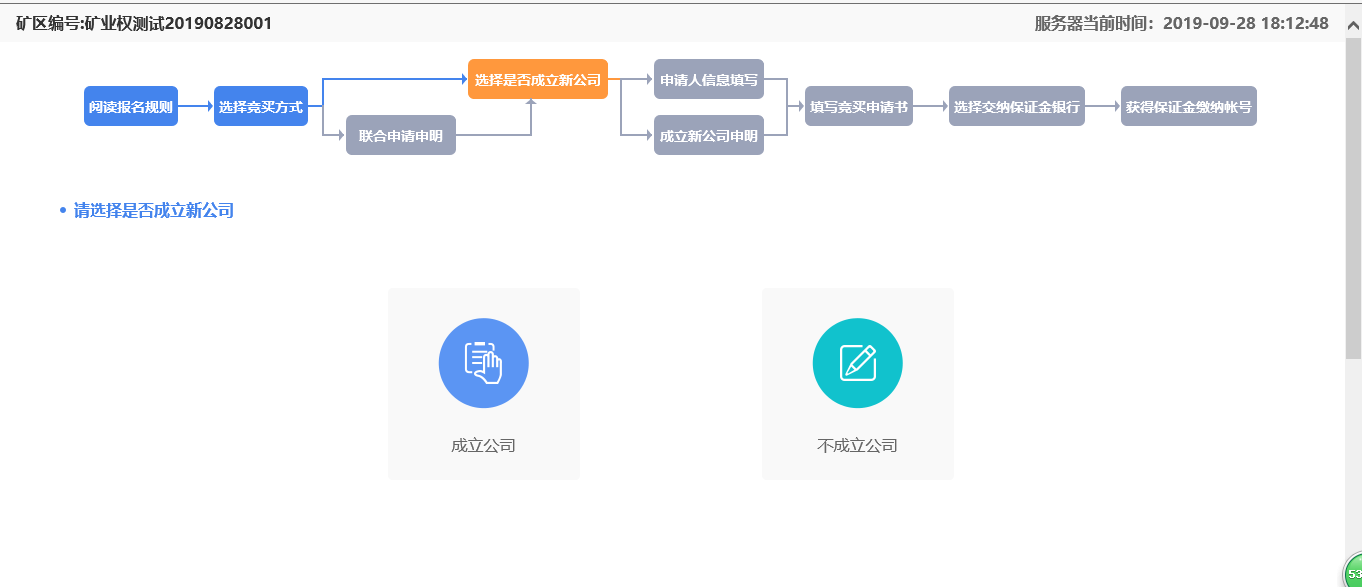 矿区编号:矿业权测试20190828001
服务器当前时间：2019-09-28 18:12:48
阅读报名规则
选择竞买方式
联合申请申明
选择是否成立新公司
申请人信息填写
成立新公司申明
填写竞买申请书
选择交纳保证金银行
获得保证金缴纳帐号
请选择是否成立新公司
成立公司
不成立公司
53